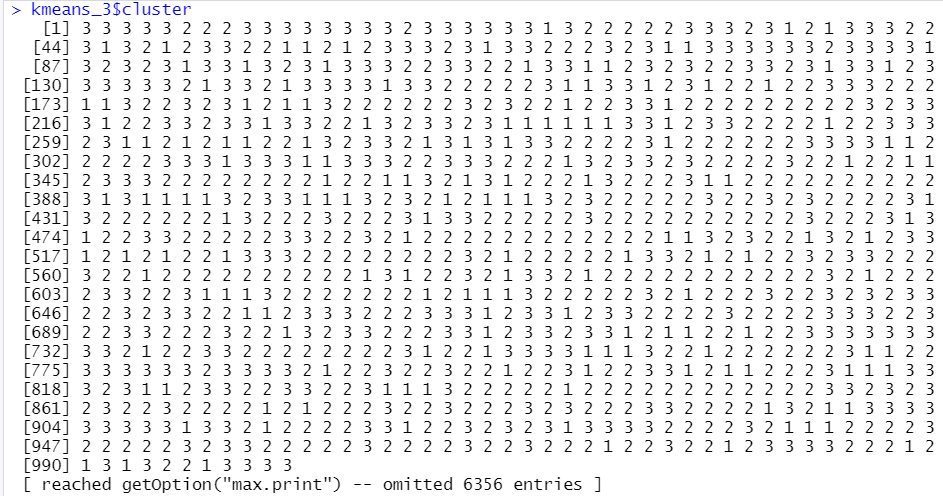 > kmeans_3$cluster
[1] 3 3 3 3 3 2 2 2 3 3 3 3 3 3 3 3 2 3 3 3 3 3 3 1 3 2 2 2 2 2 3 3 3 2 3 1 2 1 3 3 3 2 2
[44] 3 1 3 2 1 2 3 3 2 2 1 1 2 1 2 3 3 3 2 3 1 3 3 2 2 2 3 2 3 1 1 3 3 3 3 3 3 2 3 3 3 3 1
[87] 3 2 3 2 3 1 3 3 1 3 2 3 1 3 3 3 2 2 3 3 2 2 1 3 3 1 1 2 3 2 3 2 2 3 3 2 3 1 3 3 1 2 3
[130] 3 3 3 3 3 2 1 3 3 2 1 3 3 3 3 1 3 3 2 2 2 2 2 3 1 1 3 3 1 2 3 1 2 2 1 2 2 3 3 3 2 2 2
[173] 1 1 3 2 2 3 2 3 1 2 1 1 3 2 2 2 2 2 2 3 2 3 2 2 1 2 2 3 3 1 2 2 2 2 2 2 2 2 2 3 2 3 3
[216] 3 1 2 2 3 3 2 3 3 1 3 3 2 2 1 3 2 3 3 2 3 1 1 1 1 1 1 3 3 1 2 3 3 2 2 2 2 1 2 2 3 3 3
[259] 2 3 1 1 2 1 2 1 1 2 2 1 3 2 3 3 2 1 3 1 3 1 3 3 2 2 2 2 3 1 2 2 2 2 2 2 3 3 3 3 1 1 2
[302] 2 2 2 2 3 3 3 1 3 3 3 1 1 3 3 3 2 2 3 3 3 2 2 2 1 3 2 3 3 2 3 2 2 2 2 3 2 2 1 2 2 1 1
[345] 2 3 3 3 2 2 2 2 2 2 2 2 1 2 2 1 1 3 2 1 3 1 2 2 2 1 3 2 2 2 3 1 1 2 2 2 2 2 2 2 2 2 2
[388] 3 1 3 1 1 1 1 3 2 3 3 1 1 1 3 2 3 2 1 2 1 1 1 3 2 3 2 2 2 2 2 3 2 2 3 2 3 2 2 2 2 3 1
[431] 3 2 2 2 2 2 2 1 3 2 2 2 3 2 2 2 3 1 3 3 2 2 2 2 2 3 2 2 2 2 2 2 2 3 2 2 3 2 2 2 3 1 3
[474] 1 2 2 3 3 2 2 2 2 2 3 3 2 2 3 2 1 2 2 2 2 2 2 2 2 2 2 2 2 1 1 3 2 3 2 2 1 3 2 1 2 3 3
[517] 1 2 1 2 1 2 2 1 3 3 3 2 2 2 2 2 2 2 2 1 2 2 2 2 2 1 3 3 2 1 2 1 2 2 3 2 3 3 2 2 2
[560] 3 2 2 1 2 2 2 2 2 2 2 2 2 2 1 3 1 2 2 3 2 1 3 3 2 1 2 2 2 2 2 2 2 2 2 2 2 3 2 1 2 2 2
[603] 2 3 3 2 2 3 1 1 1 3 2 2 2 2 2 2 2 1 2 1 1 1 3 2 2 2 2 2 3 2 1 2 2 2 3 2 2 3 2 3 2 3 3
[646] 2 2 3 2 3 3 2 2 1 1 2 3 3 3 2 2 2 3 3 3 1 2 3 3 1 2 3 3 2 2 2 2 3 2 2 2 2 3 3 3 2 3
[689] 2 2 3 3 2 2 2 3 2 2 1 3 2 3 3 2 2 2 3 3 1 2 3 3 2 3 3 1 2 1 1 2 2 1 2 2 3 3 3 3 3 3 3
[732] 3 3 2 1 2 2 3 3 2 2 2 2 2 2 2 2 3 1 2 2 1 3 3 3 3 1 1 1 3 2 2 1 2 2 2 2 2 2 3 1 1 2 2
[775] 3 3 3 3 3 3 2 3 3 3 3 2 1 2 2 3 2 2 3 2 2 1 2 2 3 1 2 2 3 3 1 2 1 1 2 2 2 3 1 1 1 3 3
[818] 3 2 3 1 1 2 3 3 2 2 3 3 2 2 3 1 1 1 3 2 2 2 2 2 2 1 2 2 2 2 2 2 2 2 2 2 2 2 3 3 2 3 2 3
[861] 2 3 2 2 3 2 2 2 2 1 2 1 2 2 2 3 2 2 3 2 2 2 3 2 3 2 2 2 3 3 2 2 2 2 1 3 2 1 1 3 3 3 3
[904] 3 3 3 3 3 1 3 3 2 1 2 2 2 2 3 3 1 2 2 3 2 3 2 3 1 3 3 3 3 2 2 2 2 3 2 1 1 1 2 2 2 2 3
[947] 2 2 2 2 2 3 2 3 3 2 2 2 2 2 3 2 2 2 2 3 2 2 3 2 2 2 1 2 2 3 2 2 1 2 3 3 3 3 2 2 2 1 2
[990] 1 3 1 3 2 2 1 3 3 3 3
[ reached getOption("max.print") -- omitted 6356 entries ]